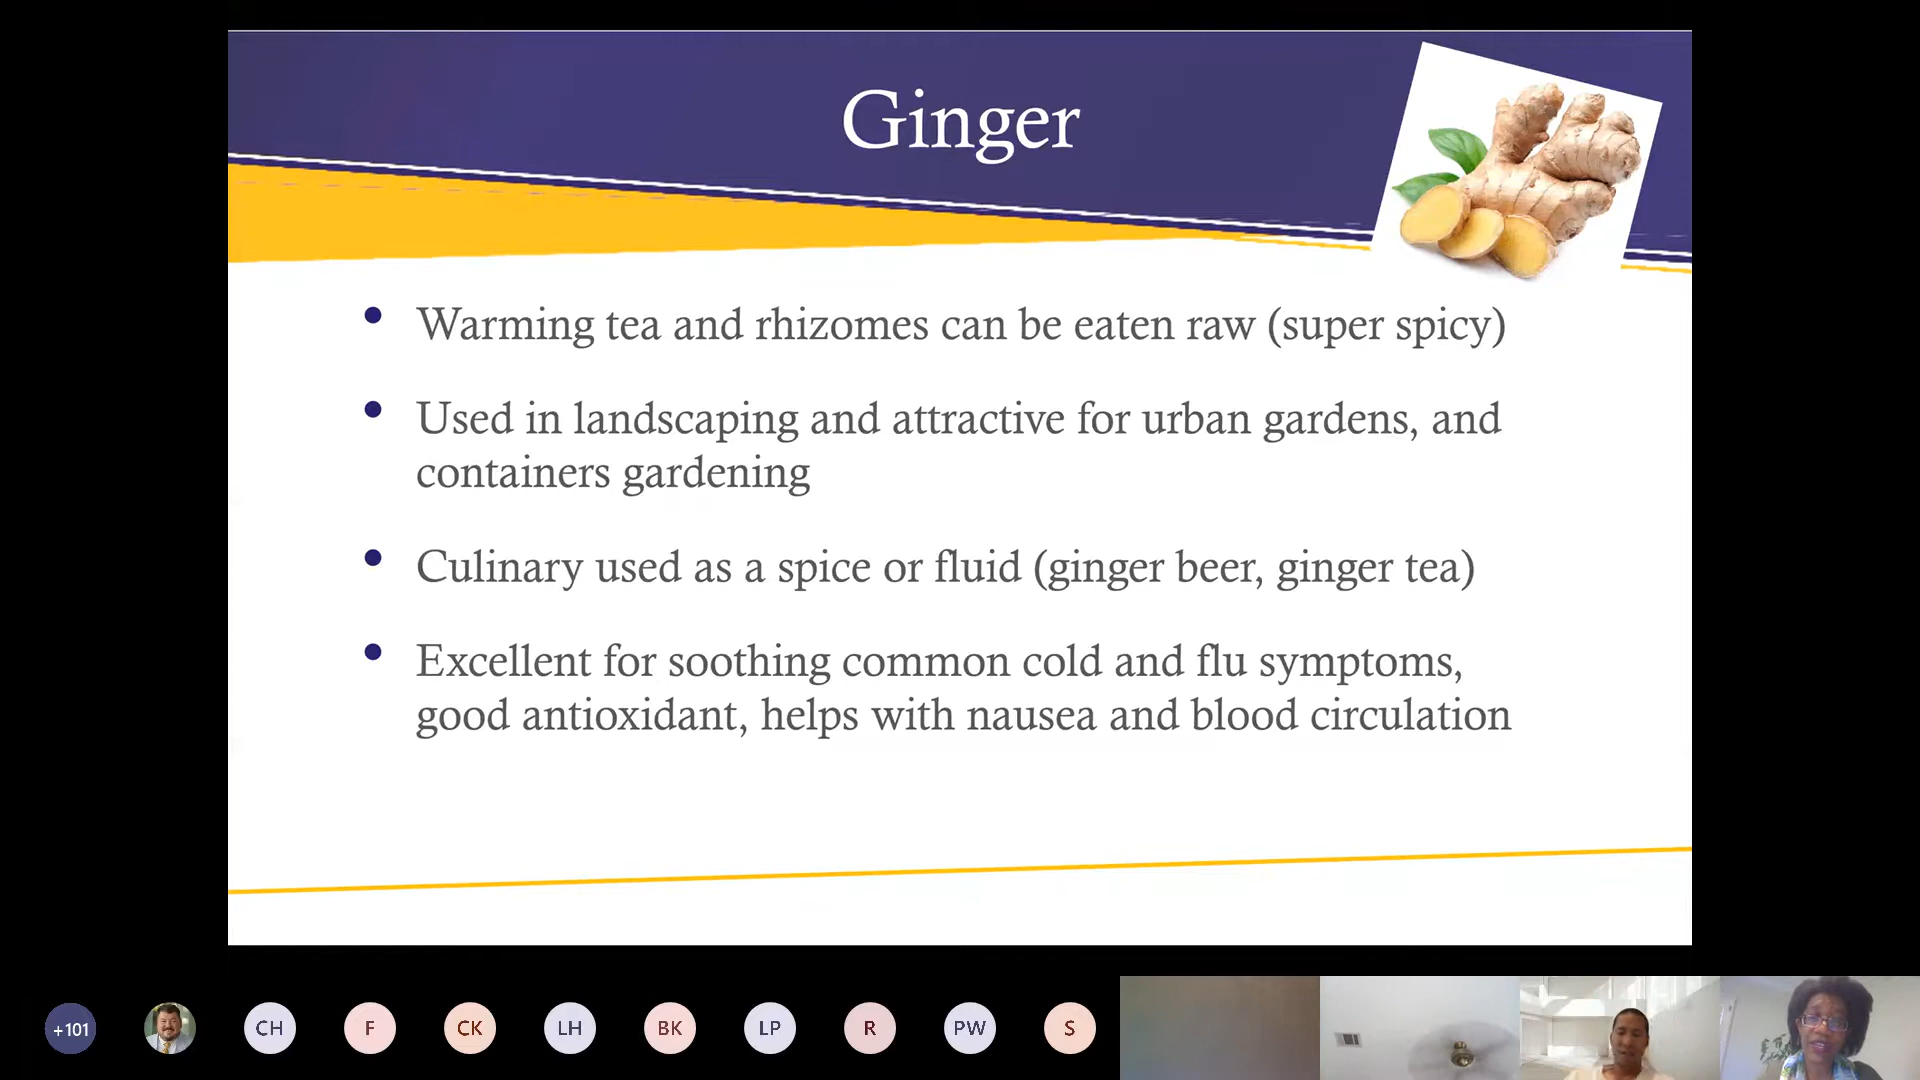 Ginger
• Warming tea and rhizomes can be eaten raw (super spicy)
• Used in landscaping and attractive for urban gardens, and
containers gardening
• Culinary used as a spice or fluid (ginger beer, ginger tea)
• Excellent for soothing common cold and flu symptoms,
good antioxidant, helps with nausea and blood circulation
+101 CH F CK LH BK LP R PW S